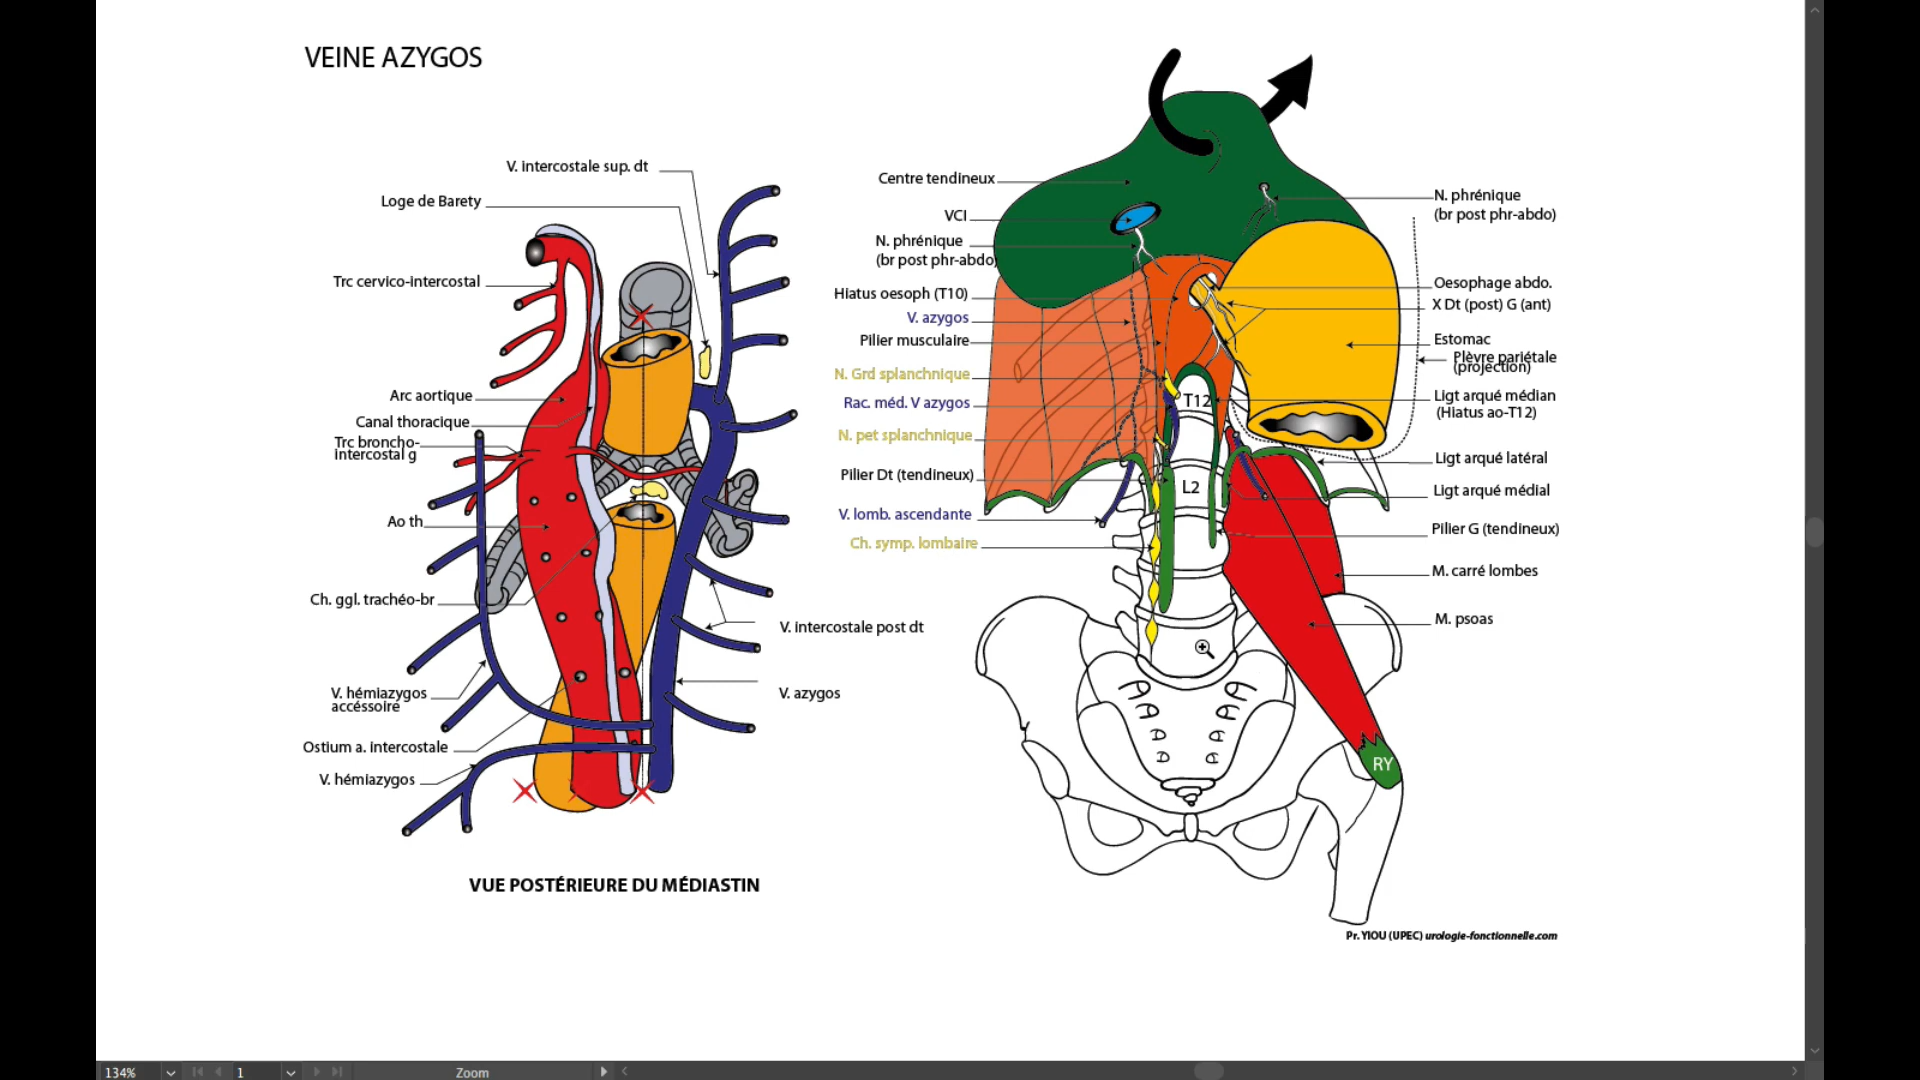 VEINE AZYGOS
V. intercostale sup. dt
Loge de Barety
Trc cervico-intercostal
Arc aortique
Canal thoracique
Trc broncho-
intercostal g
Ao th
Ch. ggl. trachéo-br
V. hémiazygos
accéssoire
Ostium a. intercostale
V. hémiazygos
V. intercostale post dt
V. azygos
VUE POSTÉRIEURE DU MÉDIASTIN
Centre tendineux
VCI
N. phrénique
(br post phr-abdo)
Hiatus oesoph (T10)
V. azygos
Pilier musculaire
N. Grd splanchnique
Rac. méd. V azygos
N. pet splanchnique
Pilier Dt (tendineux)
V. lomb. ascendante
Ch. symp. lombaire
T12
L2
RY
N. phrénique
(br post phr-abdo)
Oesophage abdo.
X Dt (post) G (ant)
Estomac
Plèvre pariétale
(projection)
Ligt arqué médian
(Hiatus ao-T12)
Ligt arqué latéral
Ligt arqué médial
Pilier G (tendineux)
M. carré lombes
M. psoas
Pr. YIOU (UPEC) urologie-fonctionnelle.com
134%
1
Zoom